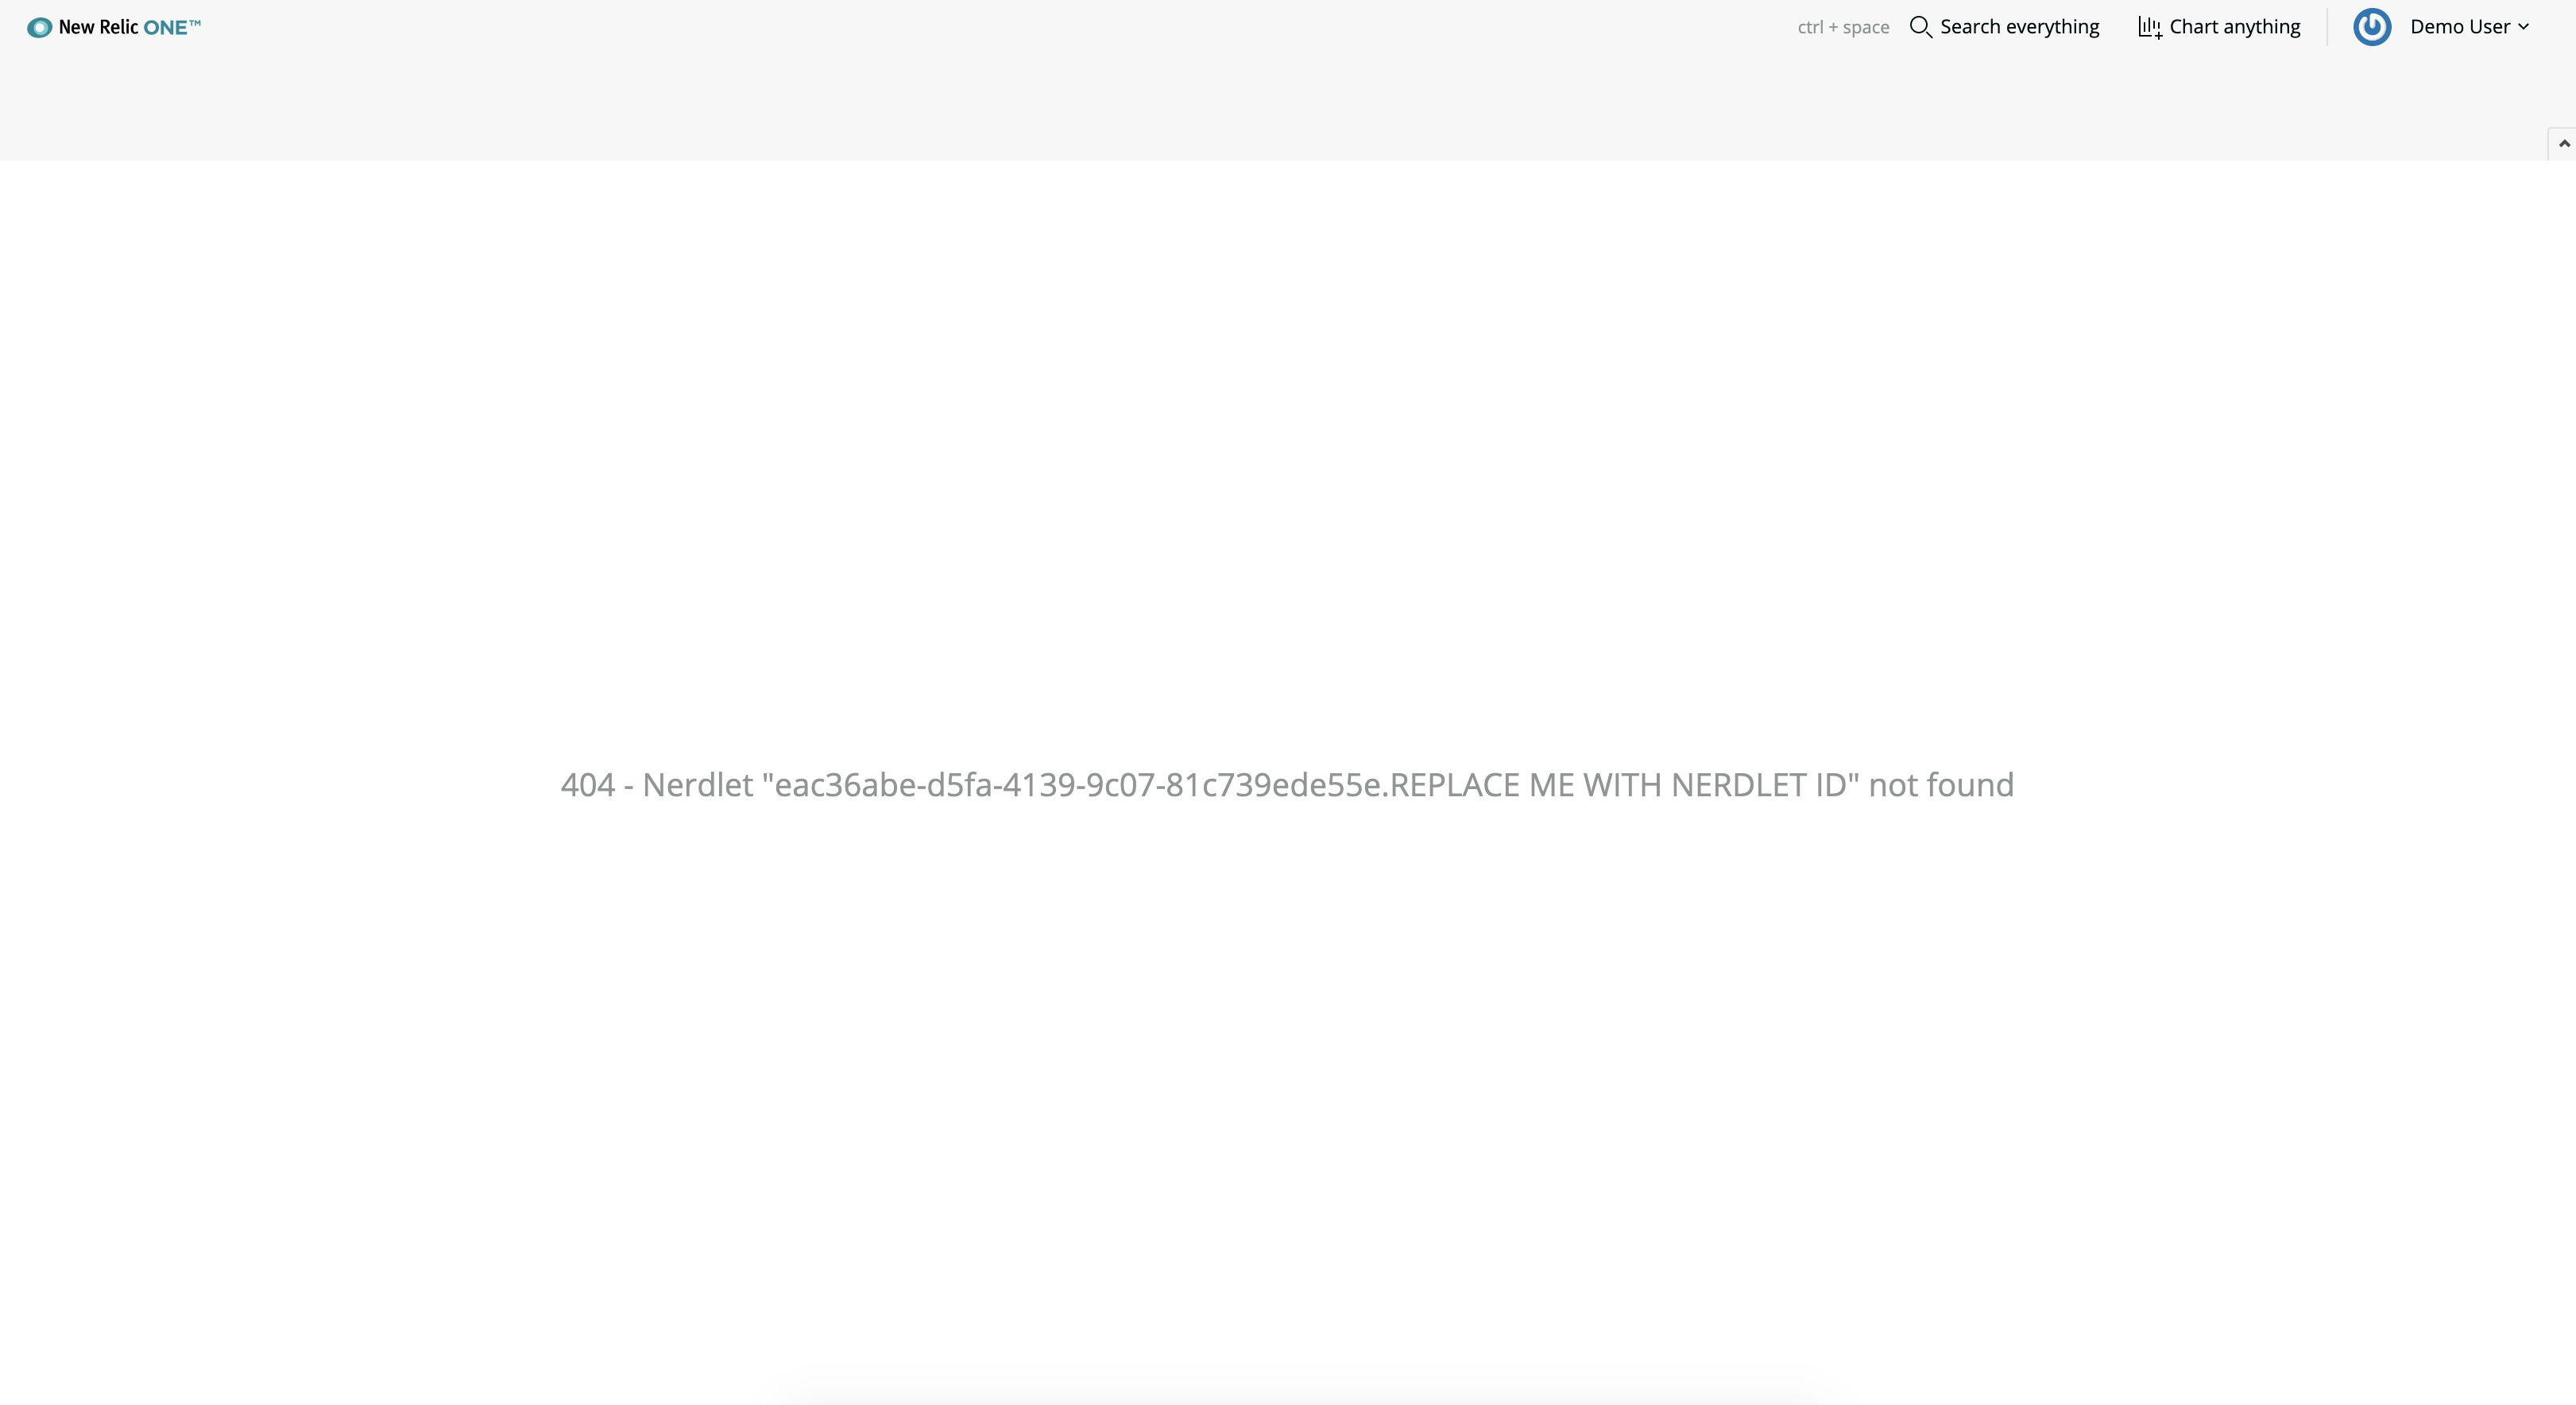 New Relic ONE™
ctrl + space Search everything Chart anything Demo User
404 - Nerdlet "eac36abe-d5fa-4139-9c07-81c739ede55e.REPLACE ME WITH NERDLET ID" not found